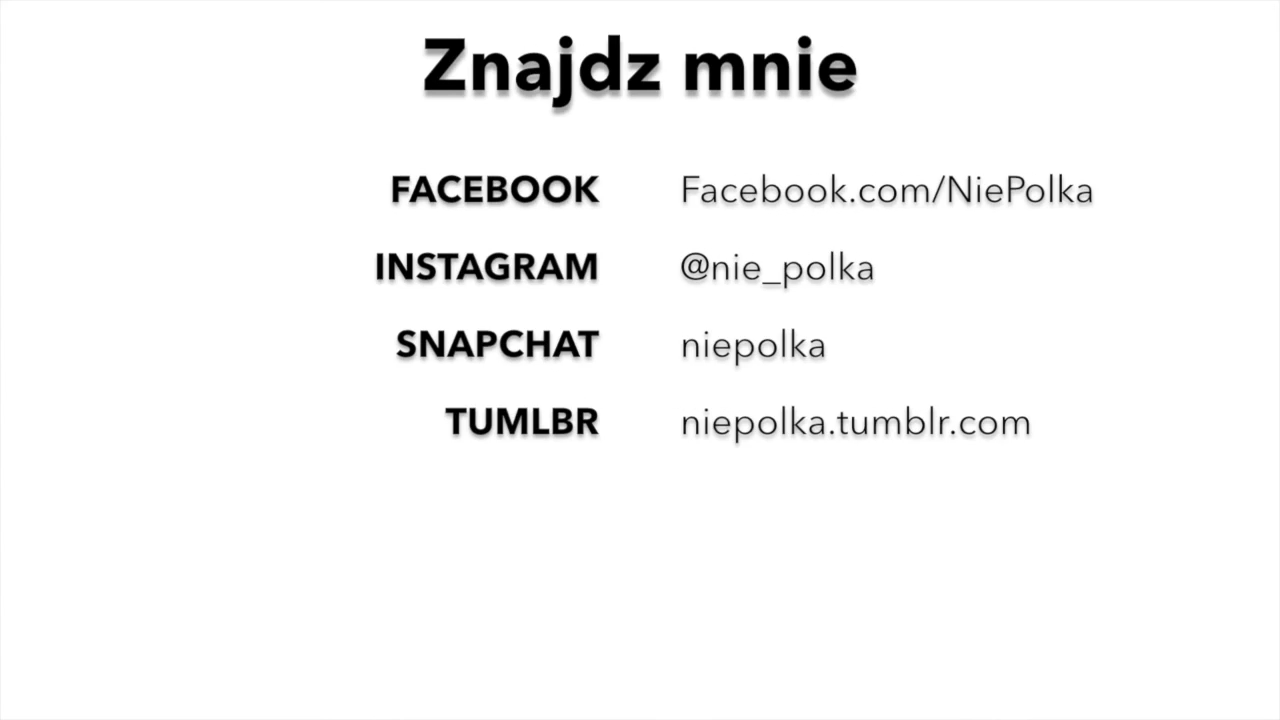 Znajdz mnie
FACEBOOK Facebook.com/NiePolka
INSTAGRAM @nie_polka
SNAPCHAT niepolka
TUMLBR niepolka.tumblr.com